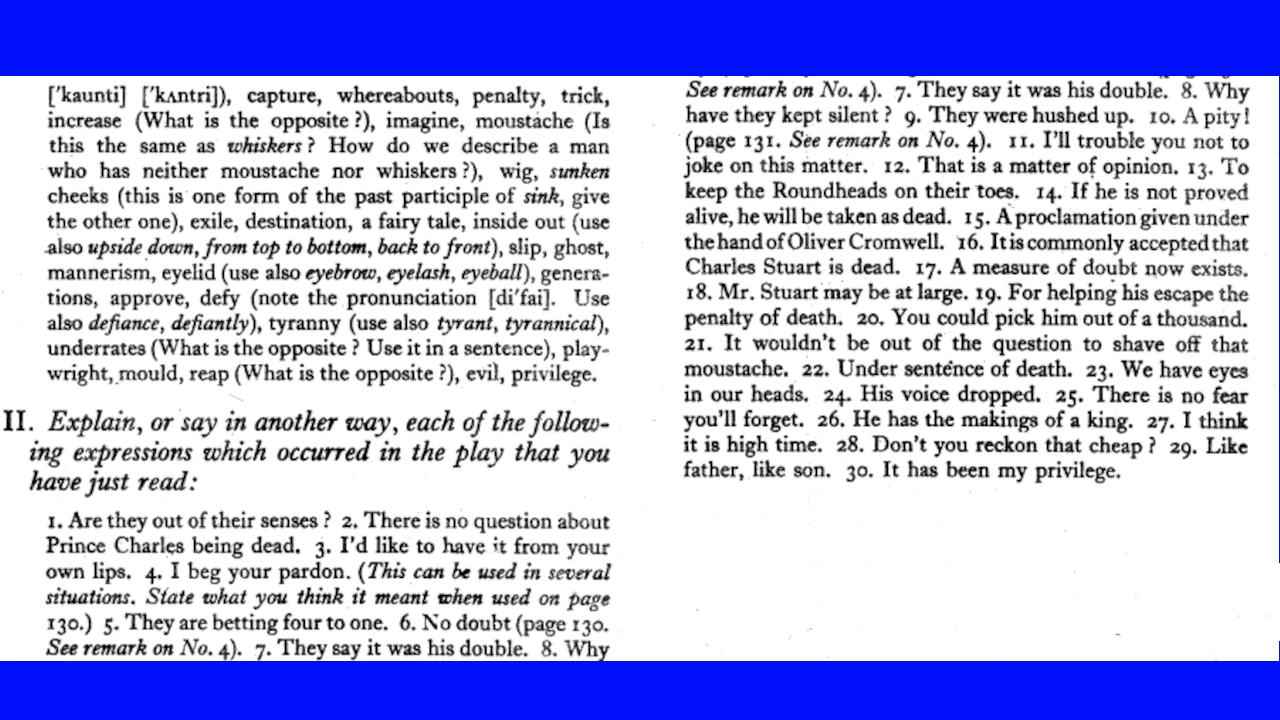 ['kaunti] ['kʌntri]), capture, whereabouts, penalty, trick,
increase (What is the opposite?), imagine, moustache (Is
this the same as whiskers? How do we describe a man
who has neither moustache nor whiskers?), wig, sunken
cheeks (this is one form of the past participle of sink, give
the other one), exile, destination, a fairy tale, inside out (use
also upside down, from top to bottom, back to front), slip, ghost,
mannerism, eyelid (use also eyebrow, eyelash, eyeball), genera-
tions, approve, defy (note the pronunciation [di'fai]. Use
also defiance, defiantly), tyranny (use also tyrant, tyrannical),
underrates (What is the opposite? Use it in a sentence), play-
wright, mould, reap (What is the opposite?), evil, privilege.
II. Explain, or say in another way, each of the follow-
ing expressions which occurred in the play that you
have just read:
1. Are they out of their senses? 2. There is no question about
Prince Charles being dead. 3. I'd like to have it from your
own lips. 4. I beg your pardon. (This can be used in several
situations. State what you think it meant when used on page
130.) 5. They are betting four to one. 6. No doubt (page 130.
See remark on No. 4). 7. They say it was his double. 8. Why
See remark on No. 4). 7. They say it was his double. 8. Why
have they kept silent? 9. They were hushed up. 10. A pity!
(page 131. See remark on No. 4). 11. I'll trouble you not to
joke on this matter. 12. That is a matter of opinion. 13. To
keep the Roundheads on their toes. 14. If he is not proved
alive, he will be taken as dead. 15. A proclamation given under
the hand of Oliver Cromwell. 16. It is commonly accepted that
Charles Stuart is dead. 17. A measure of doubt now exists.
18. Mr. Stuart may be at large. 19. For helping his escape the
penalty of death. 20. You could pick him out of a thousand.
21. It wouldn't be out of the question to shave off that
moustache. 22. Under sentence of death. 23. We have eyes
in our heads. 24. His voice dropped. 25. There is no fear
you'll forget. 26. He has the makings of a king. 27. I think
it is high time. 28. Don't you reckon that cheap? 29. Like
father, like son. 30. It has been my privilege.